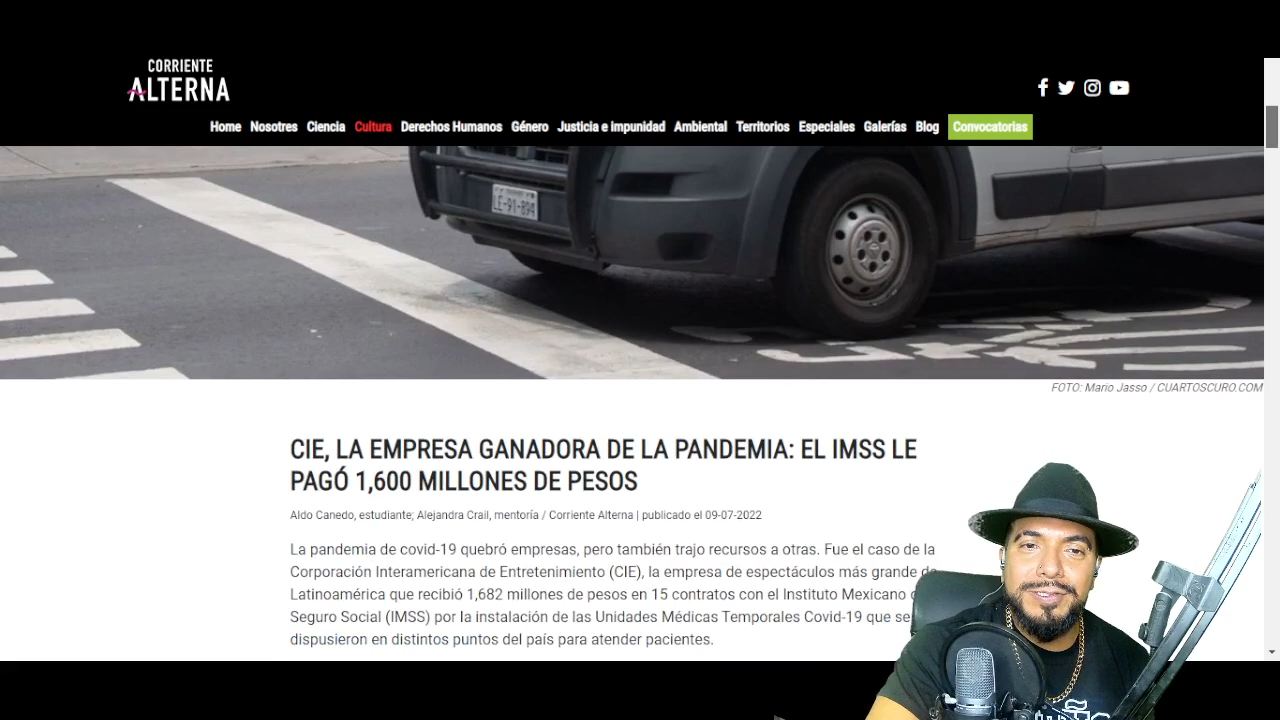 CORRIENTE
ALTERNA
Home Nosotres Ciencia Cultura Derechos Humanos Género Justicia e impunidad Ambiental Territorios Especiales Galerías Blog Convocatorias
LE-91-894
FOTO: Mario Jasso / CUARTOSCURO.COM
CIE, LA EMPRESA GANADORA DE LA PANDEMIA: EL IMSS LE
PAGÓ 1,600 MILLONES DE PESOS
Aldo Canedo, estudiante; Alejandra Crail, mentoría / Corriente Alterna | publicado el 09-07-2022
La pandemia de covid-19 quebró empresas, pero también trajo recursos a otras. Fue el caso de la
Corporación Interamericana de Entretenimiento (CIE), la empresa de espectáculos más grande de
Latinoamérica que recibió 1,682 millones de pesos en 15 contratos con el Instituto Mexicano
Seguro Social (IMSS) por la instalación de las Unidades Médicas Temporales Covid-19 que se
dispusieron en distintos puntos del país para atender pacientes.